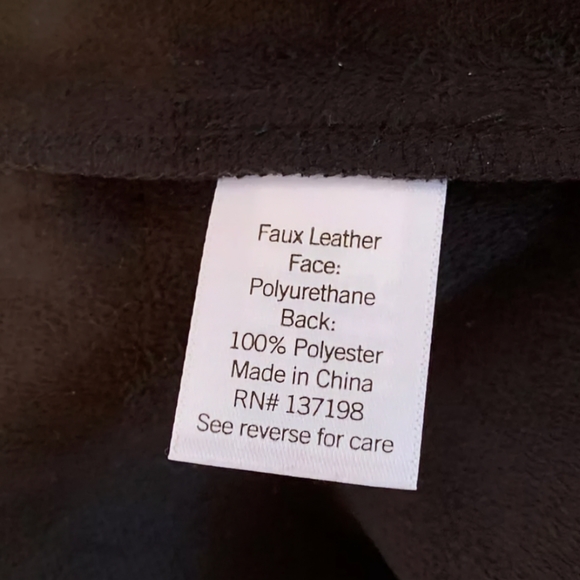 Faux Leather
Face:
Polyurethane
Back:
100% Polyester
Made in China
RN# 137198
See reverse for care